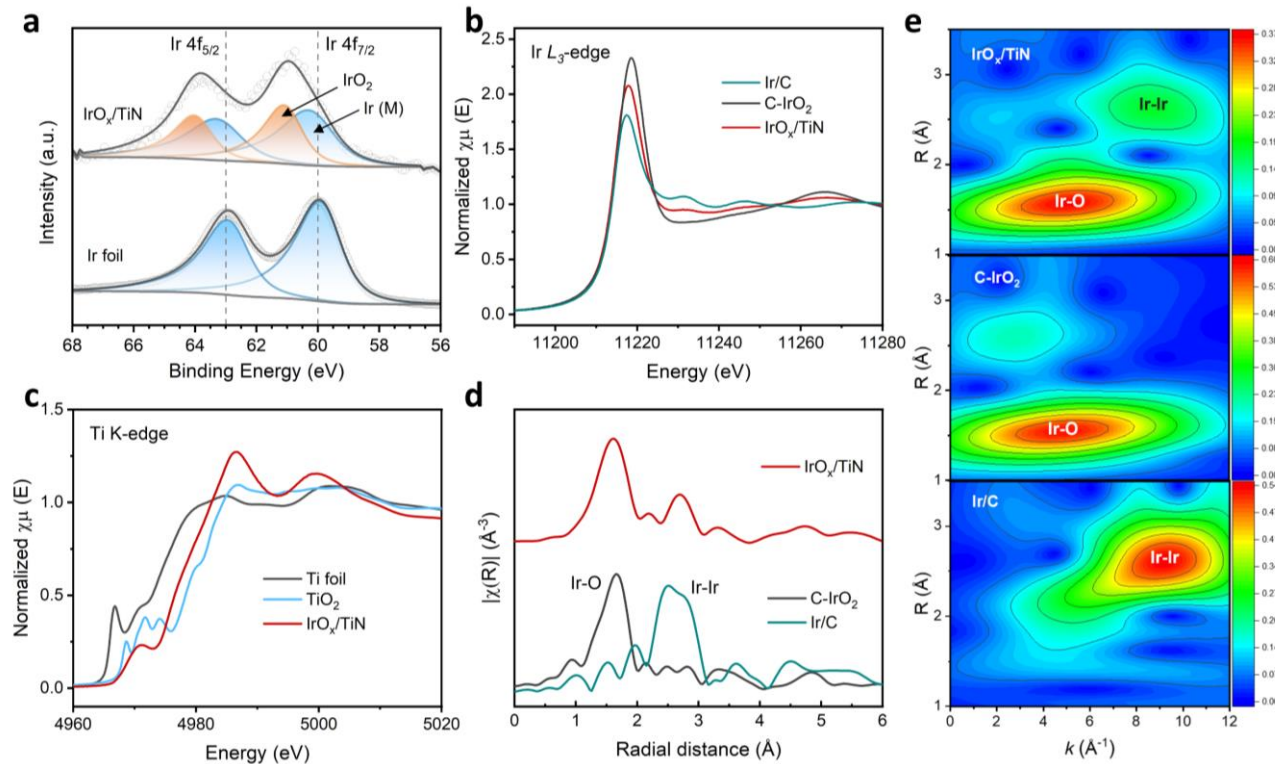 a
Ir 4f5/2
Ir 4f7/2
IrO2
Ir (M)
IrOx/TiN
Ir foil
Intensity (a.u.)
68 66 64 62 60 58 56
Binding Energy (eV)
b
Ir L3-edge
Ir/C
C-IrO2
IrOx/TiN
Normalized χμ (E)
2.5
2.0
1.5
1.0
0.5
0.0
11200 11220 11240 11260 11280
Energy (eV)
c
Ti K-edge
Ti foil
TiO2
IrOx/TiN
Normalized χμ (E)
1.5
1.0
0.5
0.0
4960 4980 5000 5020
Energy (eV)
d
IrOx/TiN
Ir-O
Ir-Ir
C-IrO2
Ir/C
|χ(R)| (Å-3)
0 1 2 3 4 5 6
Radial distance (Å)
e
IrOx/TiN
Ir-Ir
Ir-O
R (Å)
3
2
1
C-IrO2
Ir-O
R (Å)
3
2
1
Ir/C
Ir-Ir
R (Å)
3
2
1
0 2 4 6 8 10 12
k (Å-1)